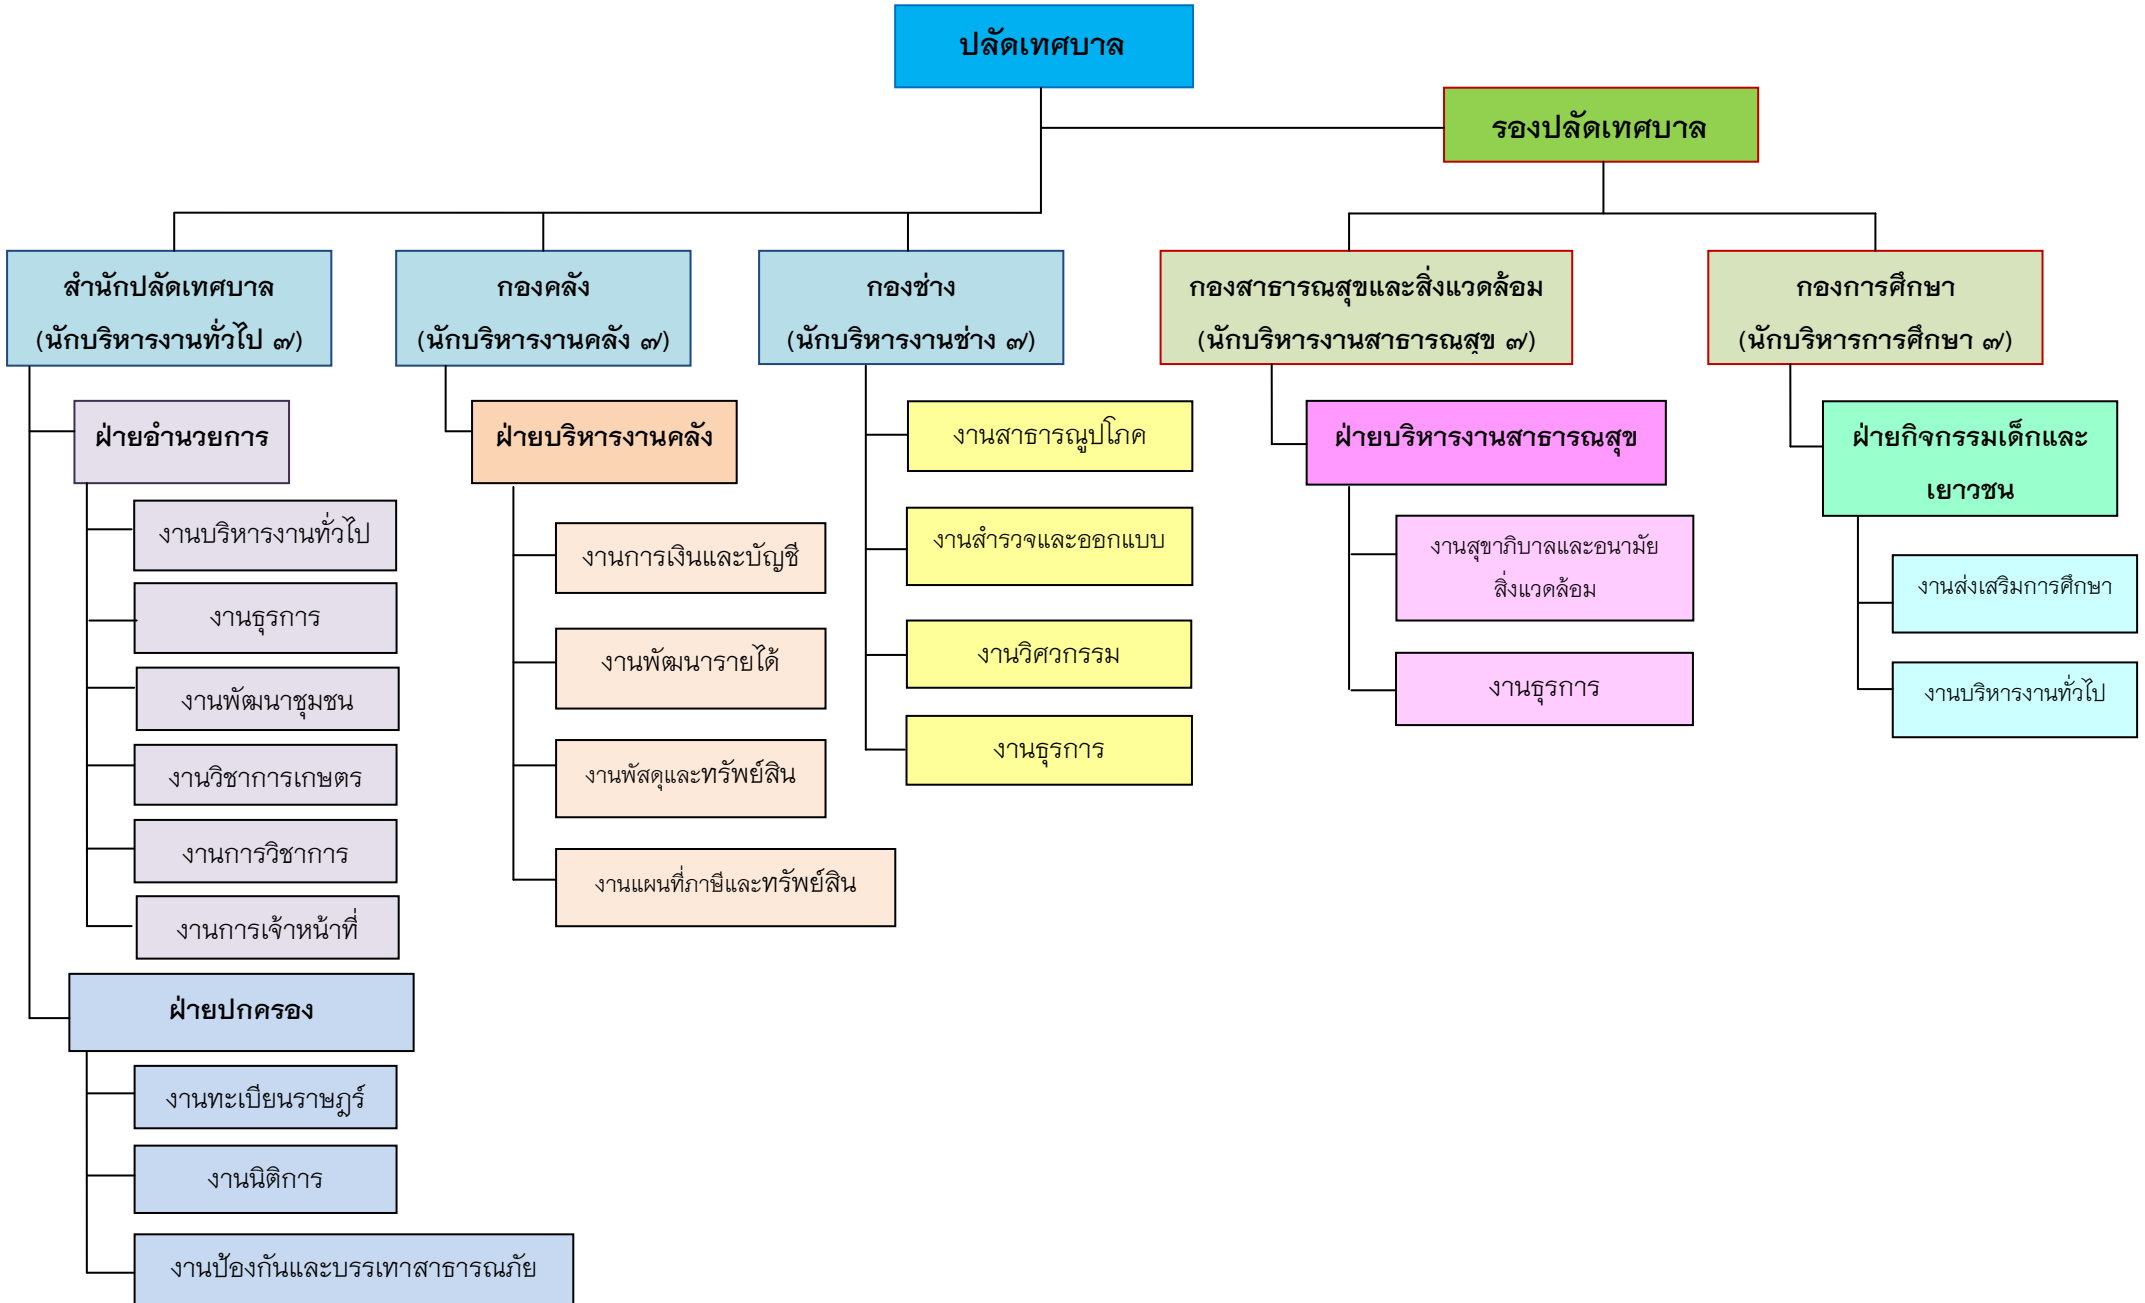 ปลัดเทศบาล
รองปลัดเทศบาล
สำนักปลัดเทศบาล
(นักบริหารงานทั่วไป ๗)
กองคลัง
(นักบริหารงานคลัง ๗)
กองช่าง
(นักบริหารงานช่าง ๗)
กองสาธารณสุขและสิ่งแวดล้อม
(นักบริหารงานสาธารณสุข ๗)
กองการศึกษา
(นักบริหารการศึกษา ๗)
ฝ่ายอำนวยการ
งานบริหารงานทั่วไป
งานธุรการ
งานพัฒนาชุมชน
งานวิชาการเกษตร
งานการวิชาการ
งานการเจ้าหน้าที่
ฝ่ายปกครอง
งานทะเบียนราษฎร์
งานนิติการ
งานป้องกันและบรรเทาสาธารณภัย
ฝ่ายบริหารงานคลัง
งานการเงินและบัญชี
งานพัฒนารายได้
งานพัสดุและทรัพย์สิน
งานแผนที่ภาษีและทรัพย์สิน
งานสาธารณูปโภค
งานสำรวจและออกแบบ
งานวิศวกรรม
งานธุรการ
ฝ่ายบริหารงานสาธารณสุข
งานสุขาภิบาลและอนามัย
สิ่งแวดล้อม
งานธุรการ
ฝ่ายกิจกรรมเด็กและ
เยาวชน
งานส่งเสริมการศึกษา
งานบริหารงานทั่วไป